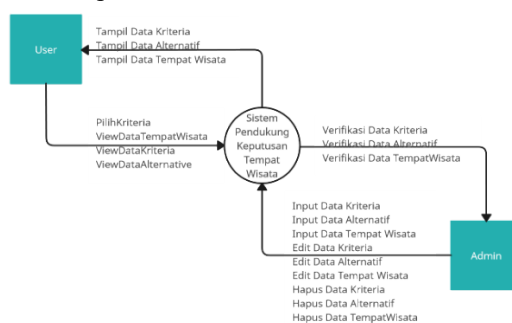 User
Tampil Data Kriteria
Tampil Data Alternatif
Tampil Data Tempat Wisata
PilihKriteria
ViewDataTempatWisata
ViewDataKriteria
ViewDataAlternative
Sistem
Pendukung
Keputusan
Tempat
Wisata
Verifikasi Data Kriteria
Verifikasi Data Alternatif
Verifikasi Data TempatWisata
Input Data Kriteria
Input Data Alternatif
Input Data Tempat Wisata
Edit Data Kriteria
Edit Data Alternatif
Edit Data Tempat Wisata
Hapus Data Kriteria
Hapus Data Alternatif
Hapus Data TempatWisata
Admin